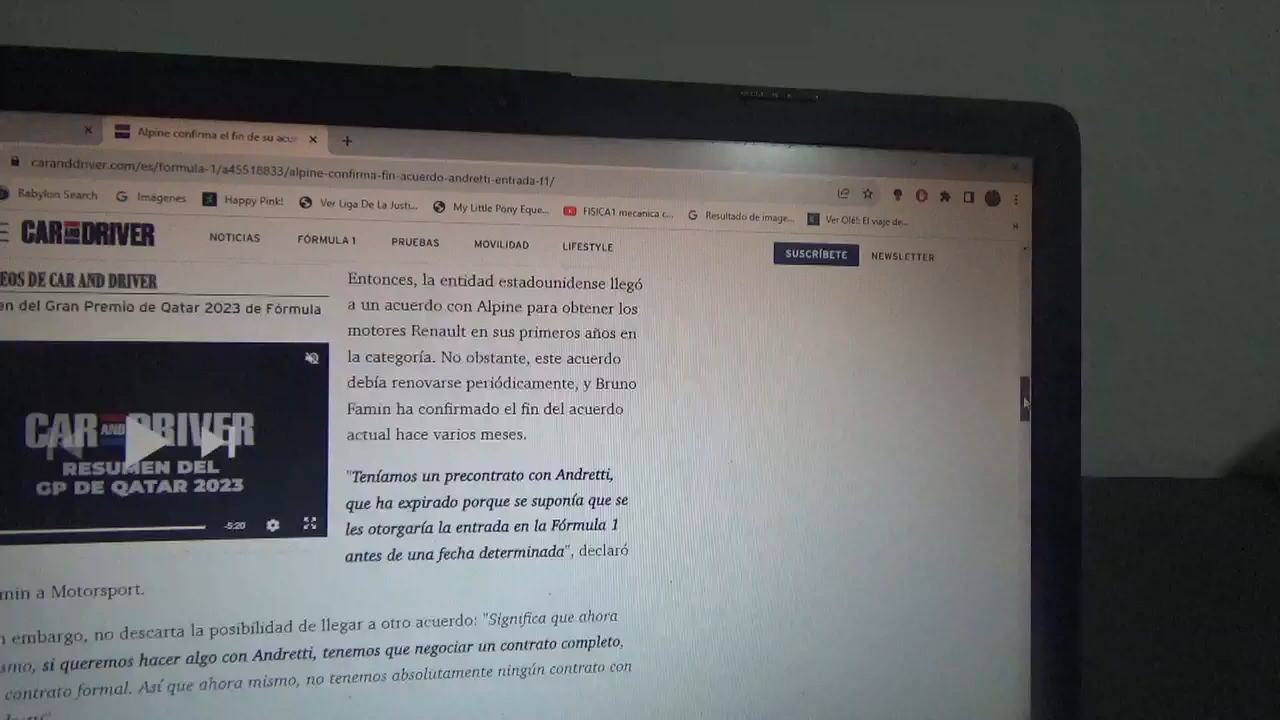 Alpine confirma el fin de su acu
caranddriver.com/es/formula-1/a45518833/alpine-confirma-fin-acuerdo-andretti-entrada-f1/
Babylon Search
Imágenes
Happy Pink!
Ver Liga De La Justi...
My Little Pony Eque...
FISICA1 mecanica c...
Resultado de image...
Ver Olé!: El viaje de...
CAR AND DRIVER
NOTICIAS
FÓRMULA 1
PRUEBAS
MOVILIDAD
LIFESTYLE
SUSCRÍBETE
NEWSLETTER
EOS DE CAR AND DRIVER
en del Gran Premio de Qatar 2023 de Fórmula
CAR AND DRIVER
RESUMEN DEL
GP DE QATAR 2023
-5:20
Entonces, la entidad estadounidense llegó
a un acuerdo con Alpine para obtener los
motores Renault en sus primeros años en
la categoría. No obstante, este acuerdo
debía renovarse periódicamente, y Bruno
Famin ha confirmado el fin del acuerdo
actual hace varios meses.
"Teníamos un precontrato con Andretti,
que ha expirado porque se suponía que se
les otorgaría la entrada en la Fórmula 1
antes de una fecha determinada", declaró
min a Motorsport.
n embargo, no descarta la posibilidad de llegar a otro acuerdo: "Significa que ahora
smo, si queremos hacer algo con Andretti, tenemos que negociar un contrato completo,
contrato formal. Así que ahora mismo, no tenemos absolutamente ningún contrato con